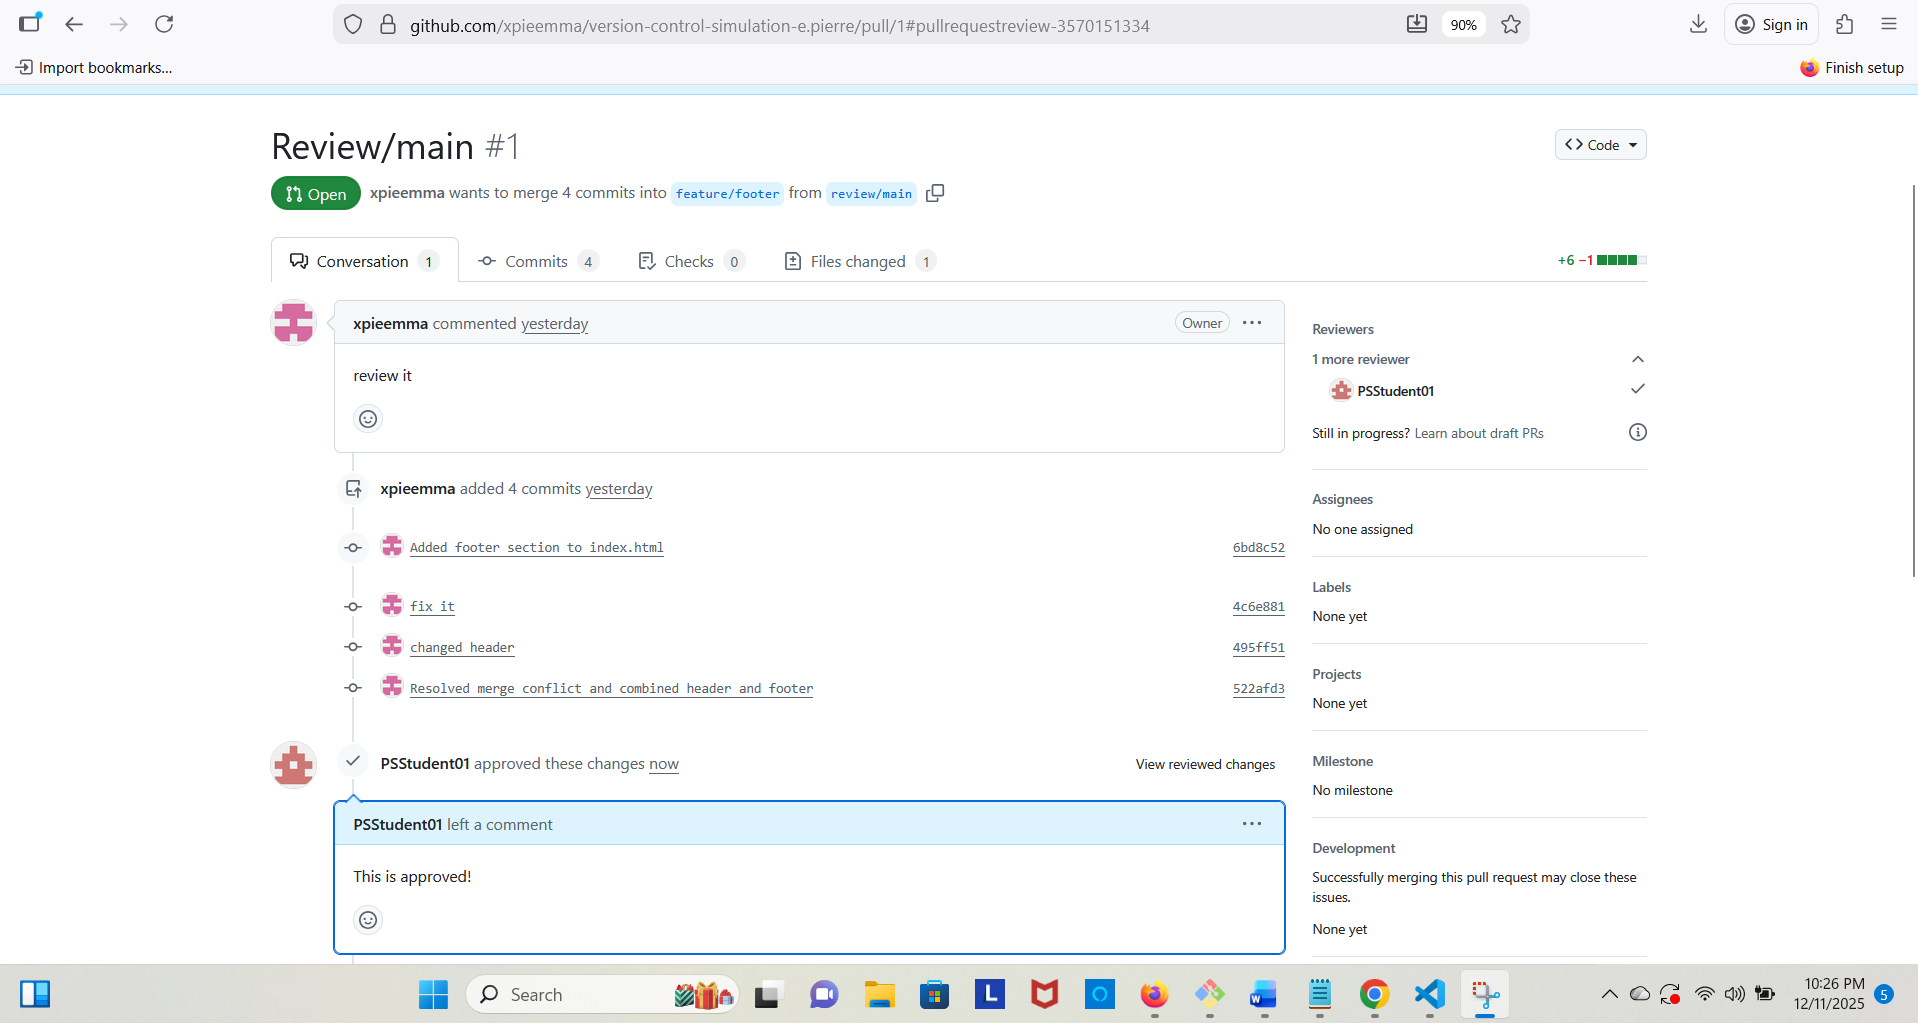 github.com/xpieemma/version-control-simulation-e.pierre/pull/1#pullrequestreview-3570151334
90%
Sign in
Import bookmarks...
Finish setup
Review/main #1
Code
Open
xpieemma wants to merge 4 commits into feature/footer from review/main
Conversation 1
Commits 4
Checks 0
Files changed 1
+6 −1
xpieemma commented yesterday
Owner
review it
xpieemma added 4 commits yesterday
Added footer section to index.html
6bd8c52
fix it
4c6e881
changed header
495ff51
Resolved merge conflict and combined header and footer
522afd3
PSStudent01 approved these changes now
View reviewed changes
PSStudent01 left a comment
This is approved!
Reviewers
1 more reviewer
PSStudent01
Still in progress? Learn about draft PRs
Assignees
No one assigned
Labels
None yet
Projects
None yet
Milestone
No milestone
Development
Successfully merging this pull request may close these
issues.
None yet
Search
L
W
10:26 PM
12/11/2025
5